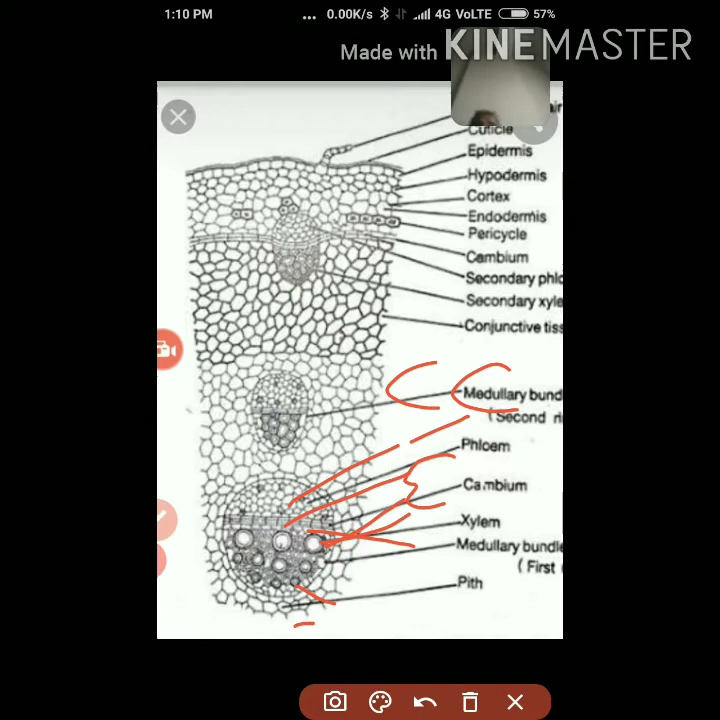 1:10 PM ... 0.00K/s 4G VoLTE 57%
Made with KINEMASTER
Cuticle
Epidermis
Hypodermis
Cortex
Endodermis
Pericycle
Cambium
Secondary phlo
Secondary xyle
Conjunctive tiss
Medullary bund
(Second ri
Phloem
Cambium
Xylem
Medullary bundle
(First
Pith